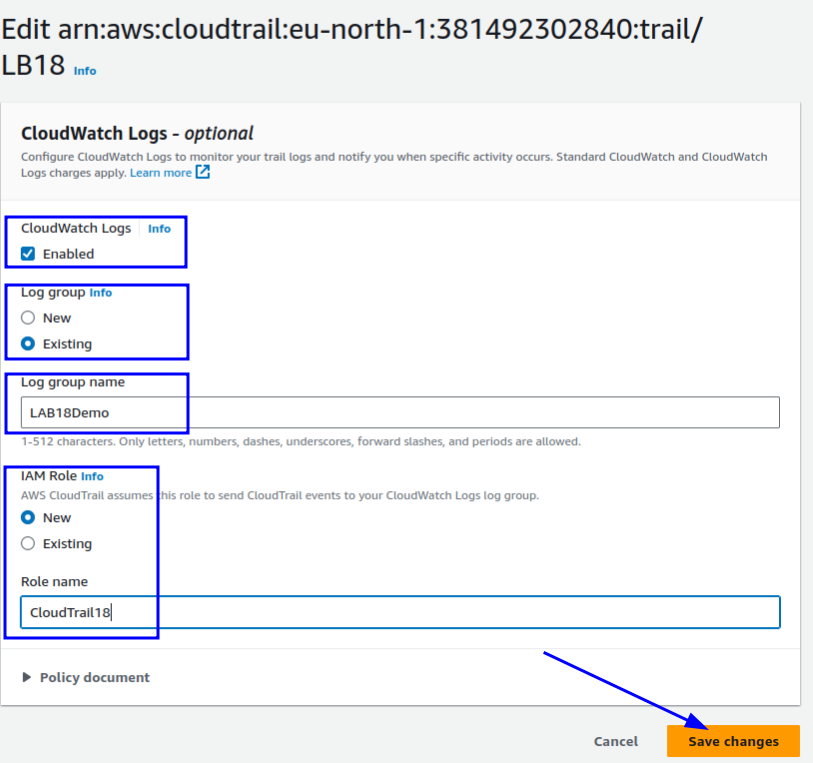 Edit arn:aws:cloudtrail:eu-north-1:381492302840:trail/
LB18 Info
CloudWatch Logs - optional
Configure CloudWatch Logs to monitor your trail logs and notify you when specific activity occurs. Standard CloudWatch and CloudWatch
Logs charges apply. Learn more
CloudWatch Logs Info
Enabled
Log group Info
New
Existing
Log group name
LAB18Demo
1-512 characters. Only letters, numbers, dashes, underscores, forward slashes, and periods are allowed.
IAM Role Info
AWS CloudTrail assumes this role to send CloudTrail events to your CloudWatch Logs log group.
New
Existing
Role name
CloudTrail18
Policy document
Cancel Save changes